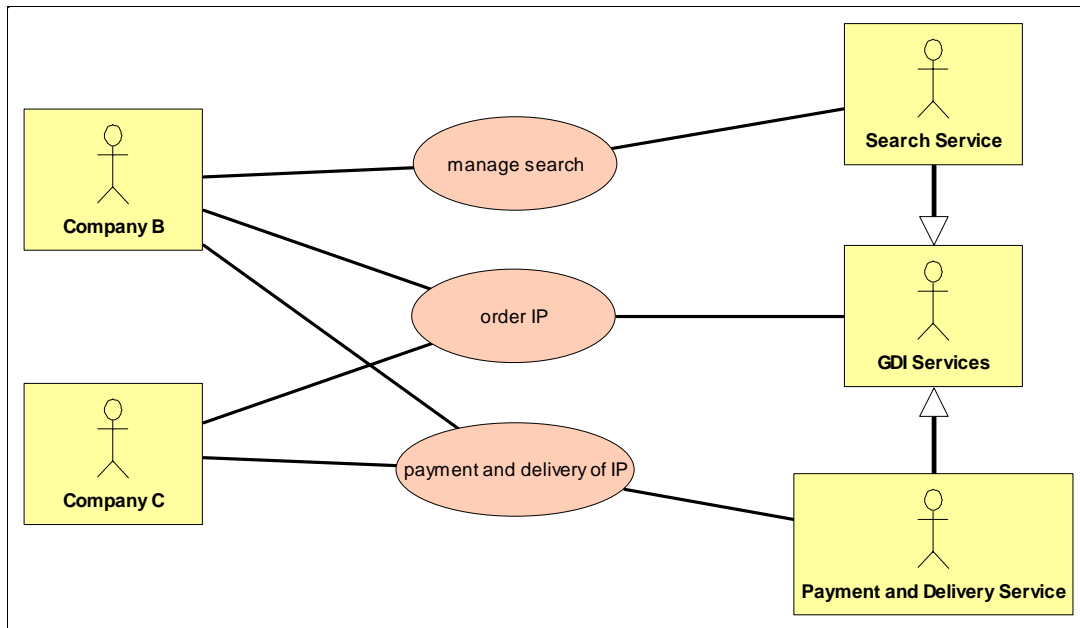 Search Service
manage search
Company B
order IP
GDI Services
payment and delivery of IP
Company C
Payment and Delivery Service